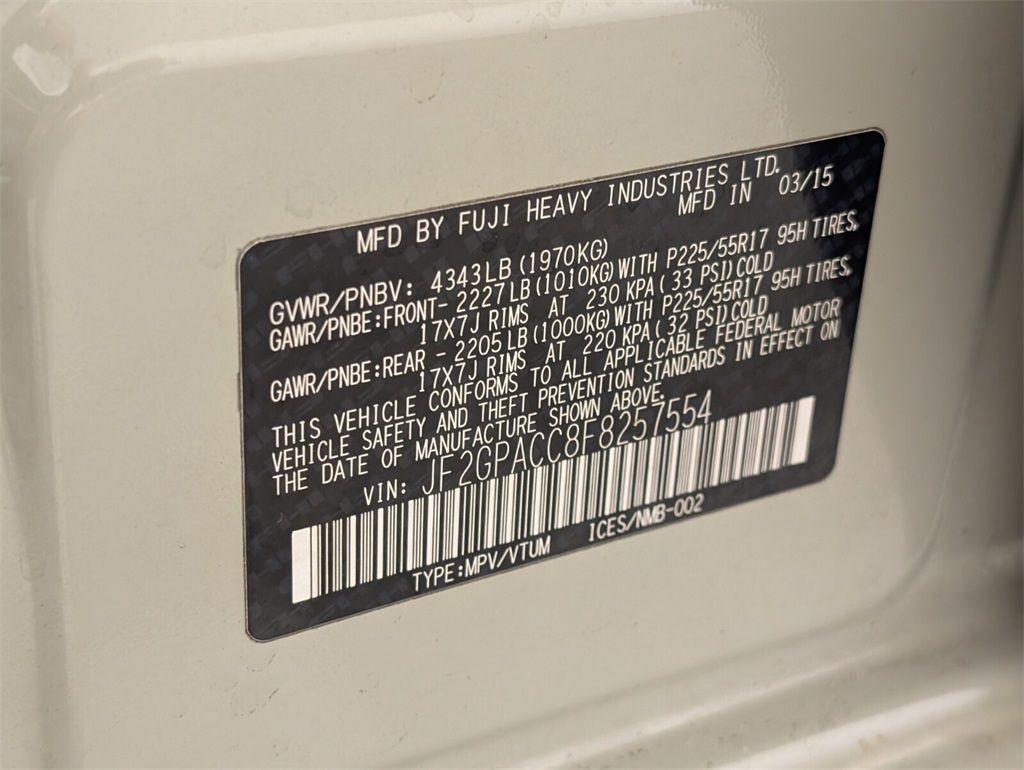 MFD BY FUJI HEAVY INDUSTRIES LTD.
MFD IN 03/15
GVWR/PNBV: 4343LB (1970KG)
GAWR/PNBE:FRONT- 2227LB (1010KG) WITH P225/55R17 95H TIRES,
17X7J RIMS AT 230 KPA( 33 PSI) COLD
GAWR/PNBE:REAR - 2205LB (1000KG) WITH P225/55R17 95H TIRES,
17X7J RIMS AT 220 KPA( 32 PSI) COLD
THIS VEHICLE CONFORMS TO ALL APPLICABLE FEDERAL MOTOR
VEHICLE SAFETY AND THEFT PREVENTION STANDARDS IN EFFECT ON
THE DATE OF MANUFACTURE SHOWN ABOVE.
VIN: JF2GPACC8F8257554
TYPE:MPV/VTUM ICES/NMB-002